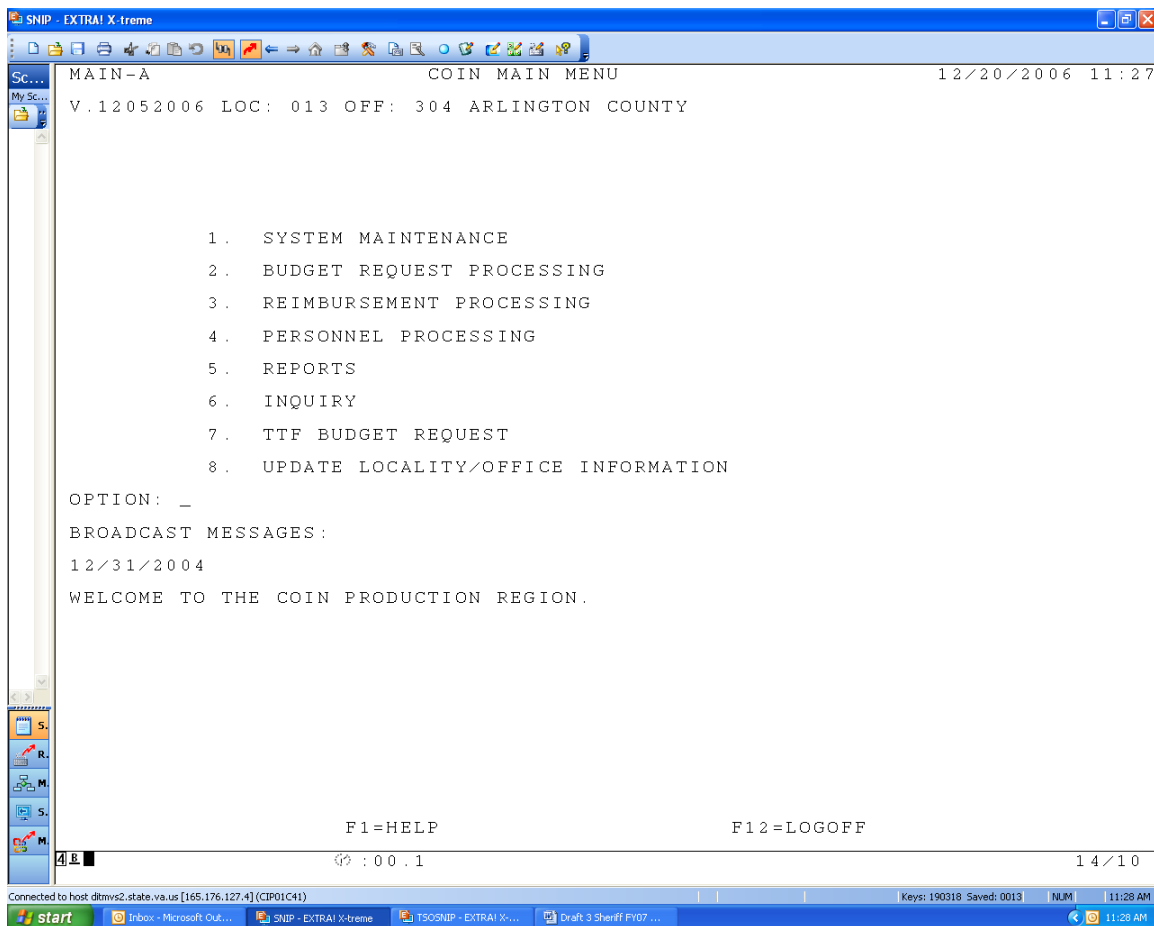 SNIP - EXTRA! X-treme
Sc...
My Sc...
MAIN-A COIN MAIN MENU 12/20/2006 11:27
V.12052006 LOC: 013 OFF: 304 ARLINGTON COUNTY
1. SYSTEM MAINTENANCE
2. BUDGET REQUEST PROCESSING
3. REIMBURSEMENT PROCESSING
4. PERSONNEL PROCESSING
5. REPORTS
6. INQUIRY
7. TTF BUDGET REQUEST
8. UPDATE LOCALITY/OFFICE INFORMATION
OPTION: _
BROADCAST MESSAGES:
12/31/2004
WELCOME TO THE COIN PRODUCTION REGION.
S.
R.
M.
S.
M.
F1=HELP F12=LOGOFF
4 B :00.1 14/10
Connected to host ditmvs2.state.va.us [165.176.127.4] (CIP01C41) Keys: 190318 Saved: 0013 NUM 11:28 AM
start Inbox - Microsoft Out... SNIP - EXTRA! X-treme TSOSNIP - EXTRA! X-... Draft 3 Sheriff FY07 ... 11:28 AM